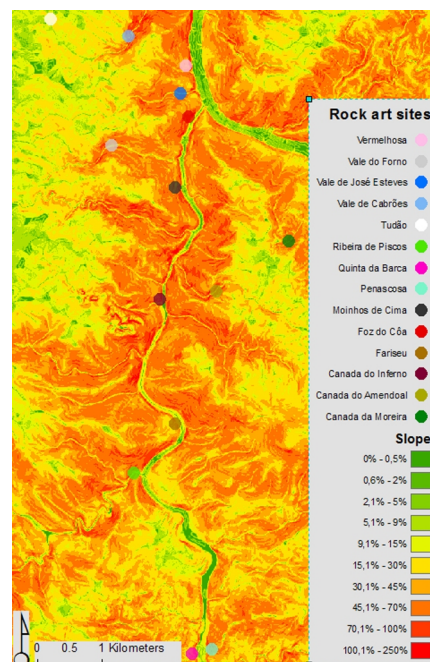 Rock art sites
Vermelhosa
Vale do Forno
Vale de José Esteves
Vale de Cabrões
Tudão
Ribeira de Piscos
Quinta da Barca
Penascosa
Moinhos de Cima
Foz do Côa
Fariseu
Canada do Inferno
Canada do Amendoal
Canada da Moreira
Slope
0% - 0,5%
0,6% - 2%
2,1% - 5%
5,1% - 9%
9,1% - 15%
15,1% - 30%
30,1% - 45%
45,1% - 70%
70,1% - 100%
100,1% - 250%
0 0.5 1 Kilometers